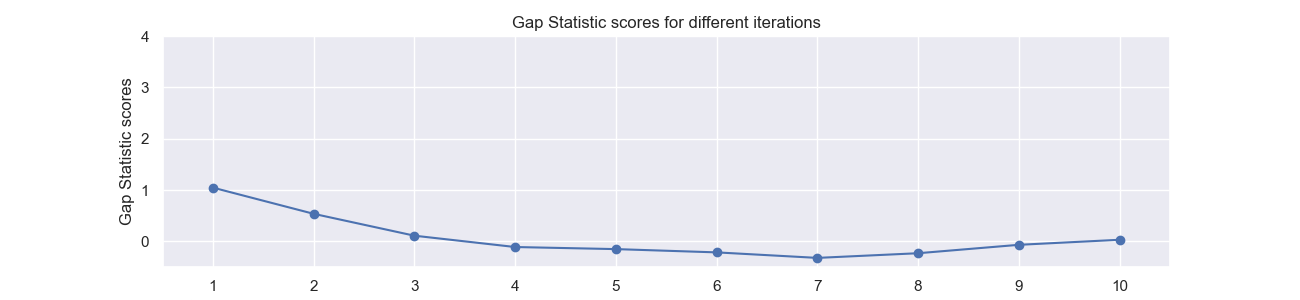 Gap Statistic scores for different iterations
Gap Statistic scores
4
3
2
1
0
1 2 3 4 5 6 7 8 9 10